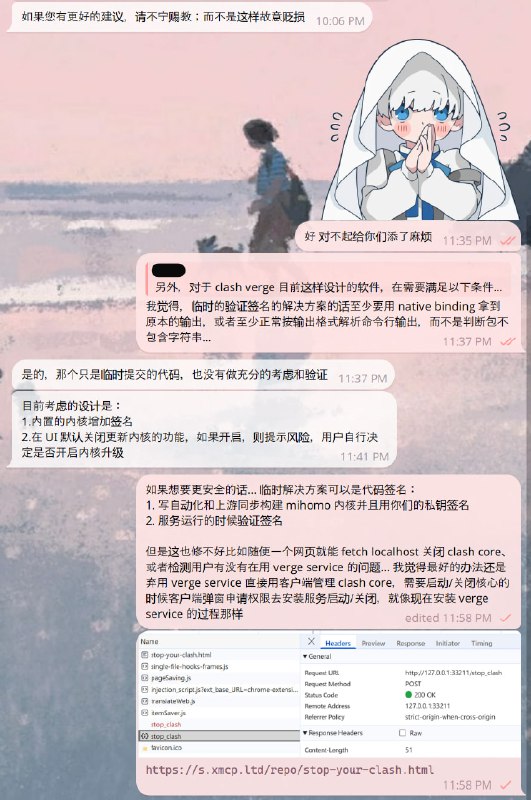 如果您有更好的建议，请不宁赐教；而不是这样故意贬损
10:06 PM
好 对不起给你们添了麻烦
11:35 PM
另外，对于 clash verge 目前这样设计的软件，在需要满足以下条件...
我觉得，临时的验证签名的解决方案的话至少要用 native binding 拿到
原本的输出，或者至少正常按输出格式解析命令行输出，而不是判断包不
包含字符串...
11:37 PM
是的，那个只是临时提交的代码，也没有做充分的考虑和验证
11:37 PM
目前考虑的设计是：
1.内置的内核增加签名
2.在 UI 默认关闭更新内核的功能，如果开启，则提示风险，用户自行决
定是否开启内核升级
11:41 PM
如果想要更安全的话... 临时解决方案可以是代码签名：
1. 写自动化和上游同步构建 mihomo 内核并且用你们的私钥签名
2. 服务运行的时候验证签名
但是这也修不好比如随便一个网页就能 fetch localhost 关闭 clash core、
或者检测用户有没有在用 verge service 的问题... 我觉得最好的办法还是
弃用 verge service 直接用客户端管理 clash core，需要启动/关闭核心的
时候客户端弹窗申请权限去安装服务启动/关闭，就像现在安装 verge
service 的过程那样
edited 11:58 PM
Name
stop-your-clash.html
single-file-hooks-frames.js
pageSaving.js
injection_script.js?ext_base_URL=chrome-extensi...
translateWeb.js
itemSaver.js
stop_clash
stop_clash
favicon.ico
Headers Preview Response Initiator Timing
General
Request URL http://127.0.0.1:33211/stop_clash
Request Method POST
Status Code 200 OK
Remote Address 127.0.0.1:33211
Referrer Policy strict-origin-when-cross-origin
Response Headers Raw
Content-Length 51
https://s.xmcp.ltd/repo/stop-your-clash.html
11:58 PM